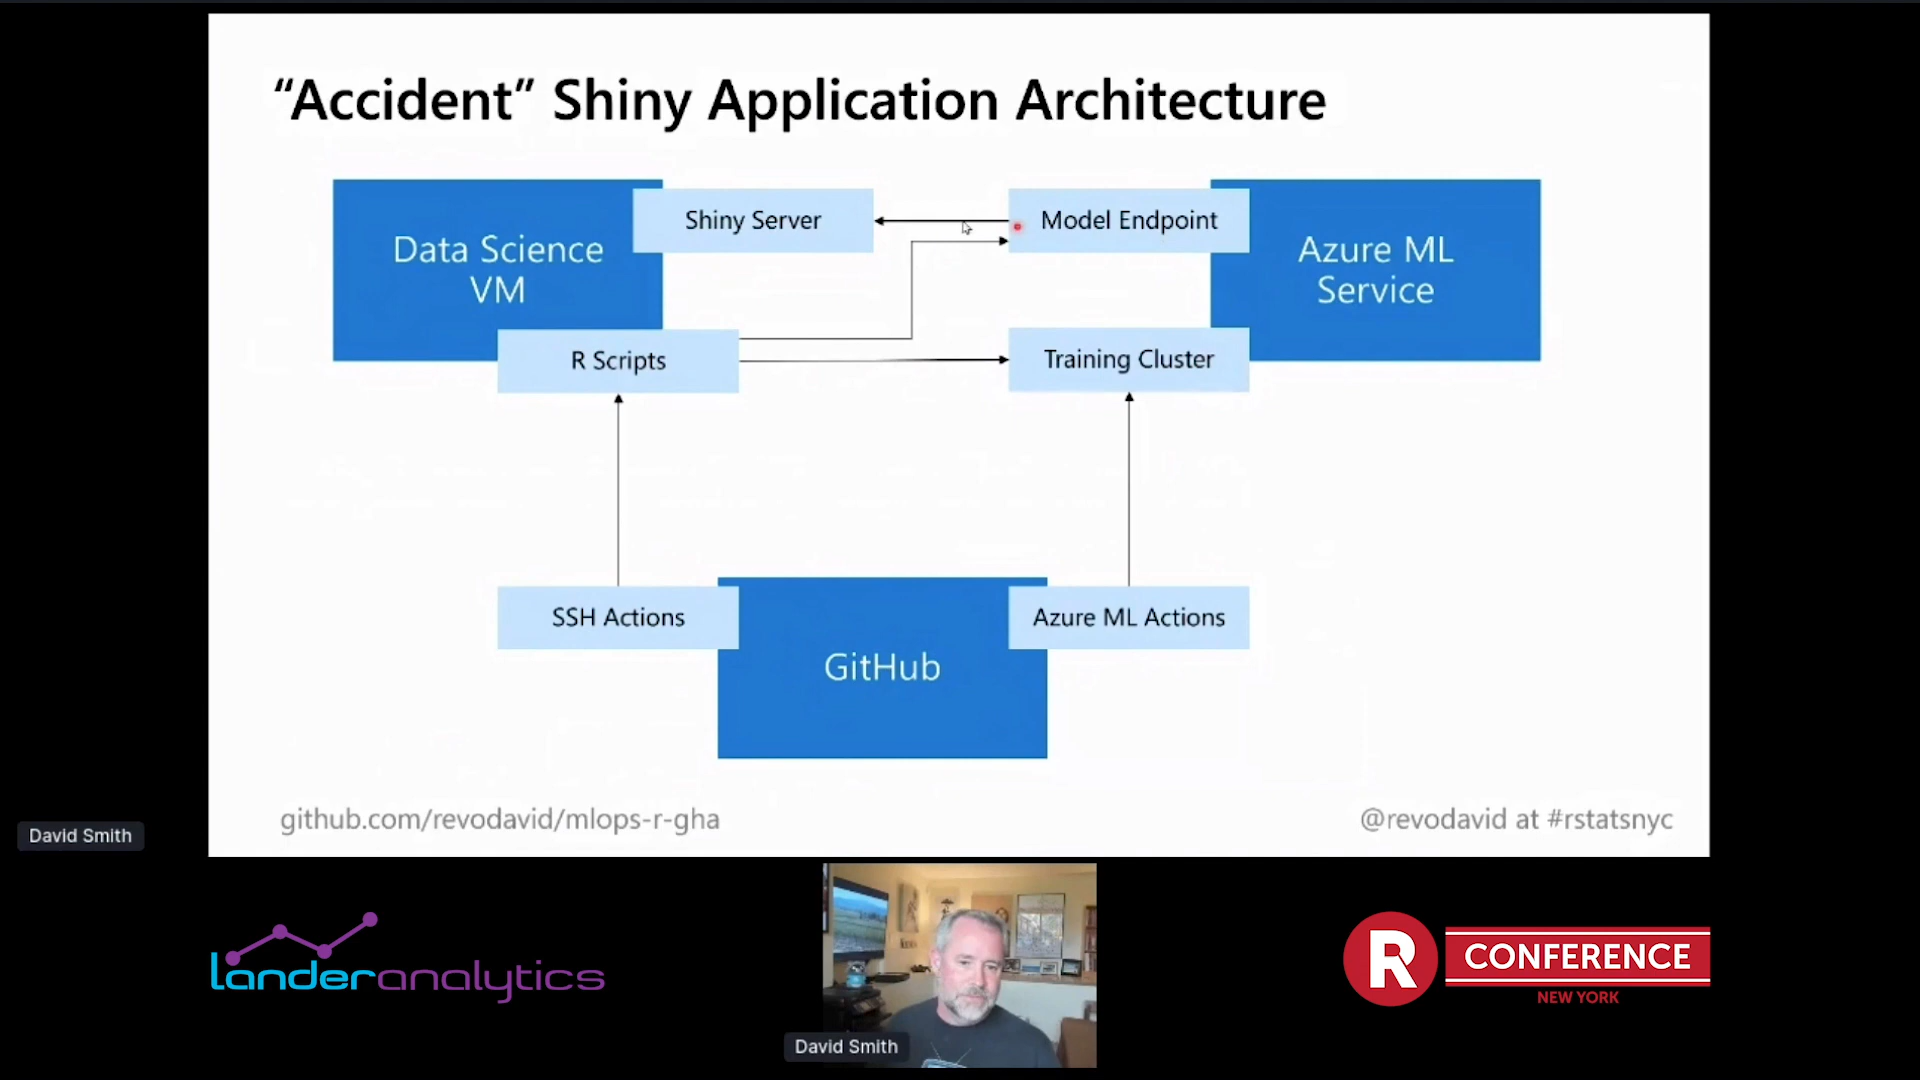 “Accident” Shiny Application Architecture
Data Science
VM
Shiny Server
Model Endpoint
Azure ML
Service
R Scripts
Training Cluster
SSH Actions
Azure ML Actions
GitHub
github.com/revodavid/mlops-r-gha
@revodavid at #rstatsnyc
David Smith
landeranalytics
David Smith
R CONFERENCE
NEW YORK